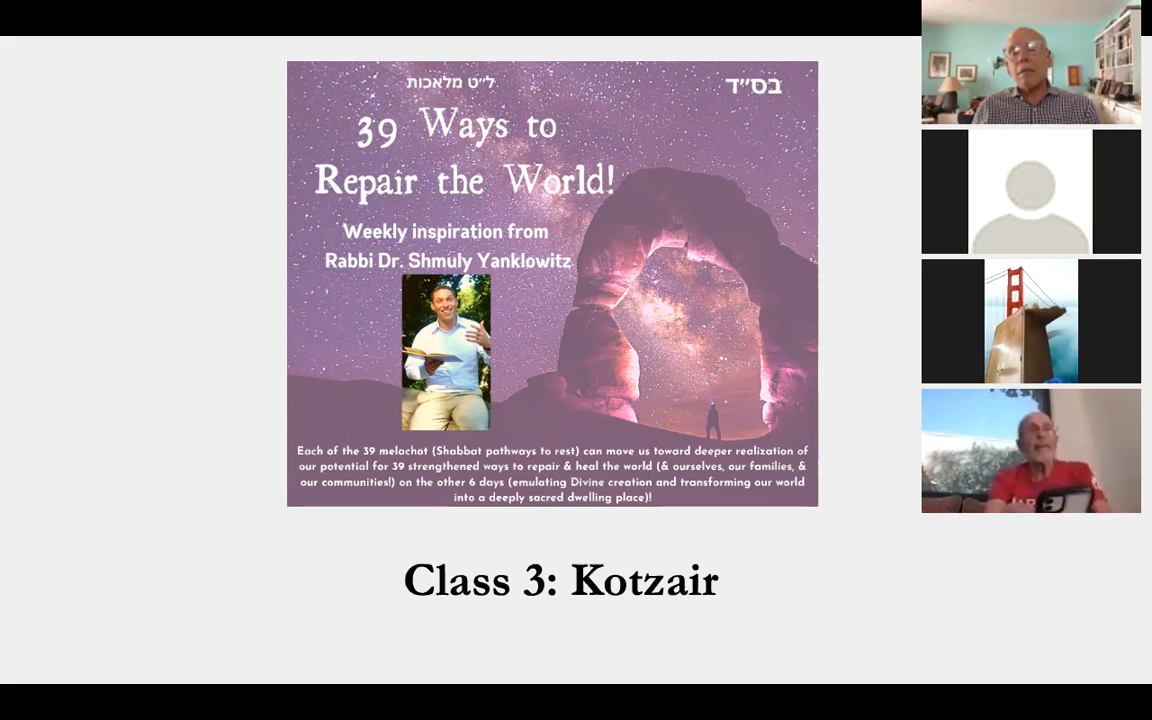 ל״ט מלאכות
בס״ד
39 Ways to
Repair the World!
Weekly inspiration from
Rabbi Dr. Shmuly Yanklowitz
Each of the 39 melachot (Shabbat pathways to rest) can move us toward deeper realization of
our potential for 39 strengthened ways to repair & heal the world (& ourselves, our families, &
our communities!) on the other 6 days (emulating Divine creation and transforming our world
into a deeply sacred dwelling place)!
Class 3: Kotzair